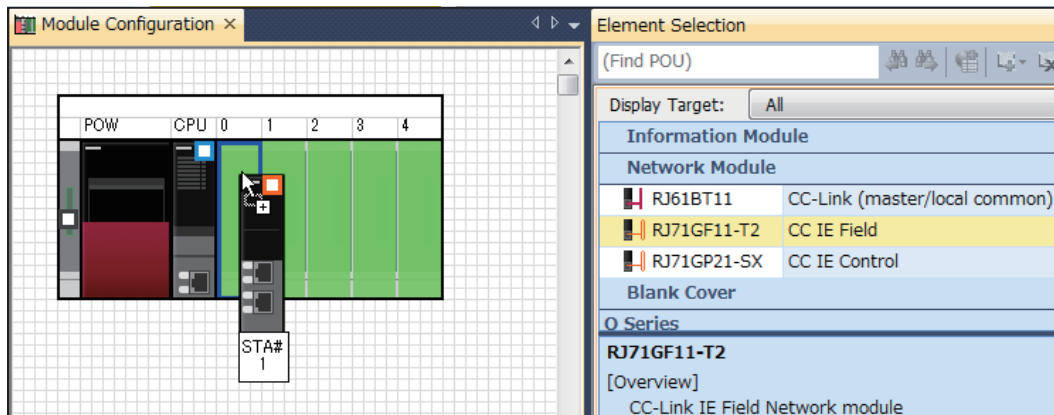 Module Configuration ×
POW CPU 0 1 2 3 4
STA#
1
Element Selection
(Find POU)
Display Target: All
Information Module
Network Module
RJ61BT11 CC-Link (master/local common)
RJ71GF11-T2 CC IE Field
RJ71GP21-SX CC IE Control
Blank Cover
Q Series
RJ71GF11-T2
[Overview]
CC-Link IE Field Network module